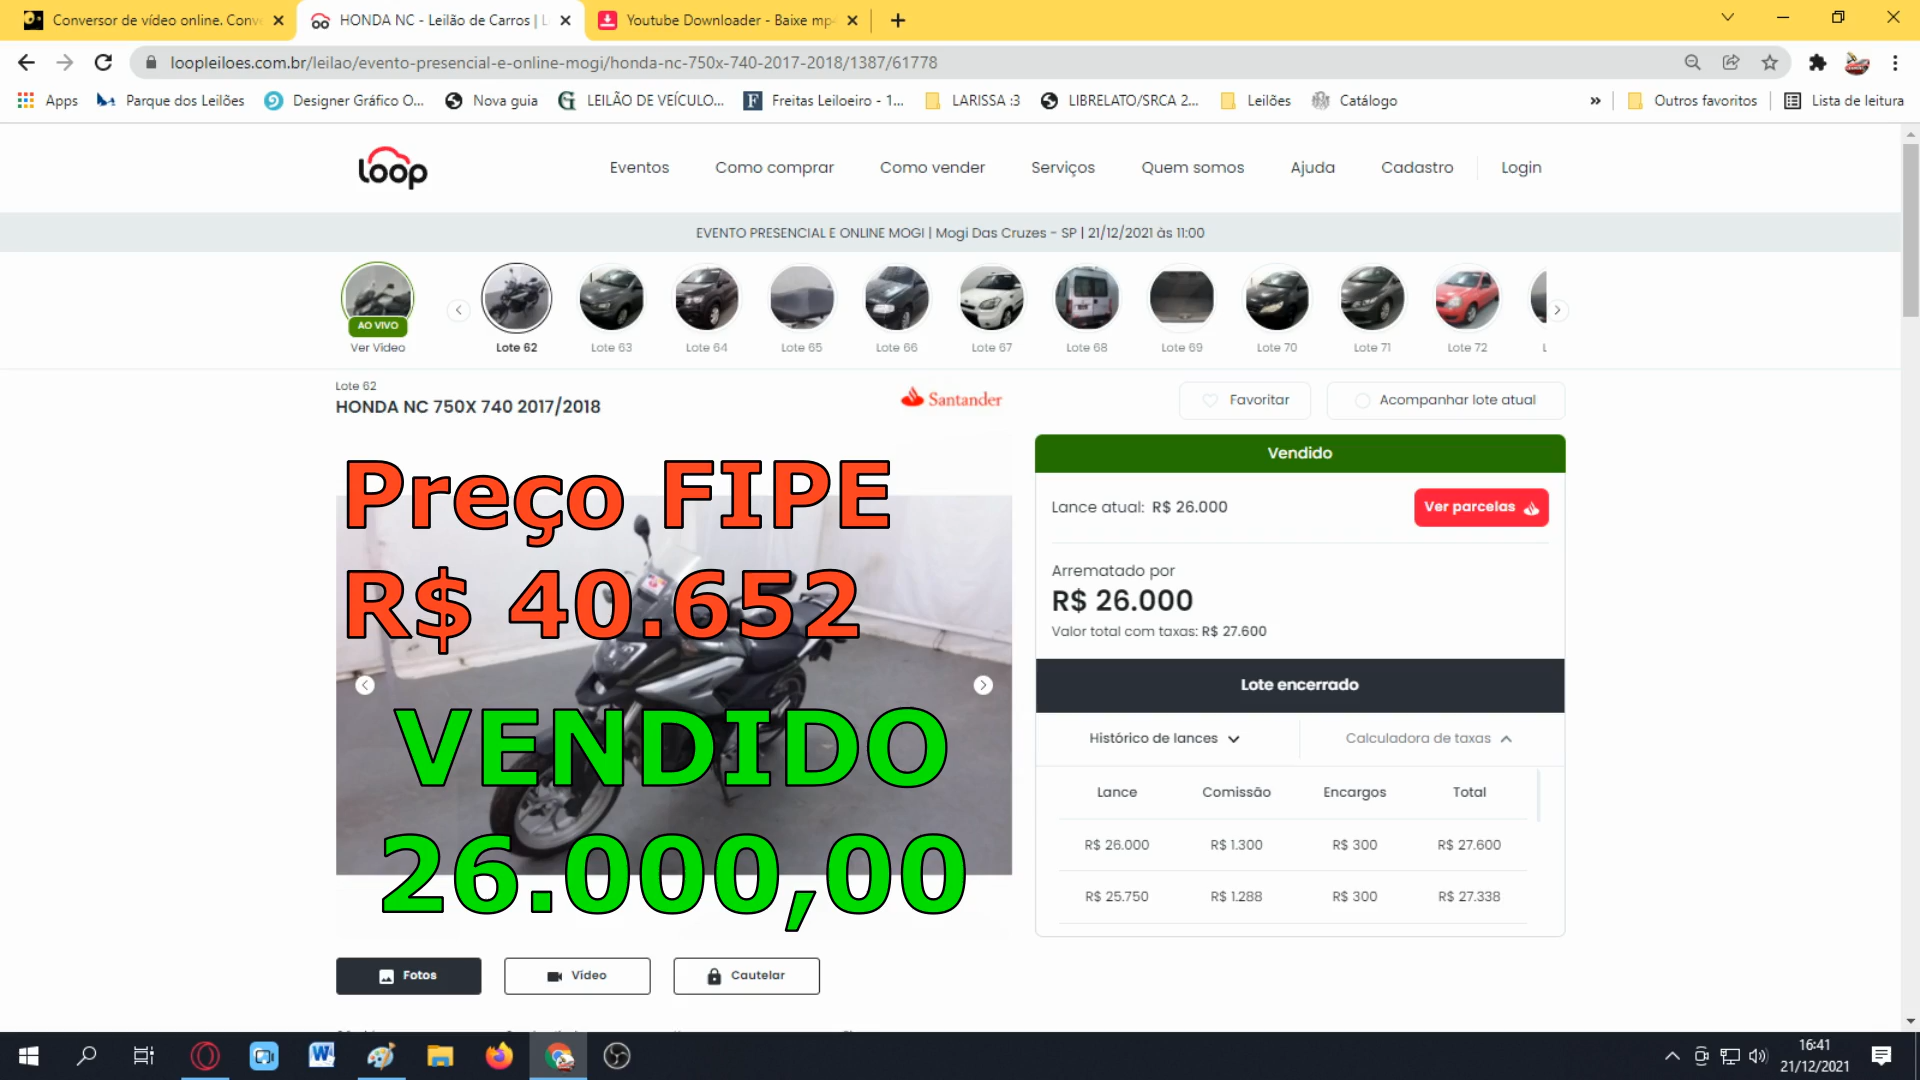 Conversor de vídeo online. Conv
HONDA NC - Leilão de Carros | L
Youtube Downloader - Baixe mp
loopleiloes.com.br/leilao/evento-presencial-e-online-mogi/honda-nc-750x-740-2017-2018/1387/61778
Apps
Parque dos Leilões
Designer Gráfico O...
Nova guia
LEILÃO DE VEÍCULO...
Freitas Leiloeiro - 1...
LARISSA :3
LIBRELATO/SRCA 2...
Leilões
Catálogo
Outros favoritos
Lista de leitura
loop
Eventos
Como comprar
Como vender
Serviços
Quem somos
Ajuda
Cadastro
Login
EVENTO PRESENCIAL E ONLINE MOGI | Mogi Das Cruzes - SP | 21/12/2021 às 11:00
AO VIVO
Ver Vídeo
Lote 62
Lote 63
Lote 64
Lote 65
Lote 66
Lote 67
Lote 68
Lote 69
Lote 70
Lote 71
Lote 72
L
Lote 62
HONDA NC 750X 740 2017/2018
Santander
Favoritar
Acompanhar lote atual
Preço FIPE
R$ 40.652
VENDIDO
26.000,00
Vendido
Lance atual: R$ 26.000
Ver parcelas
Arrematado por
R$ 26.000
Valor total com taxas: R$ 27.600
Lote encerrado
Histórico de lances
Calculadora de taxas
Lance Comissão Encargos Total
R$ 26.000 R$ 1.300 R$ 300 R$ 27.600
R$ 25.750 R$ 1.288 R$ 300 R$ 27.338
Fotos
Vídeo
Cautelar
16:41
21/12/2021